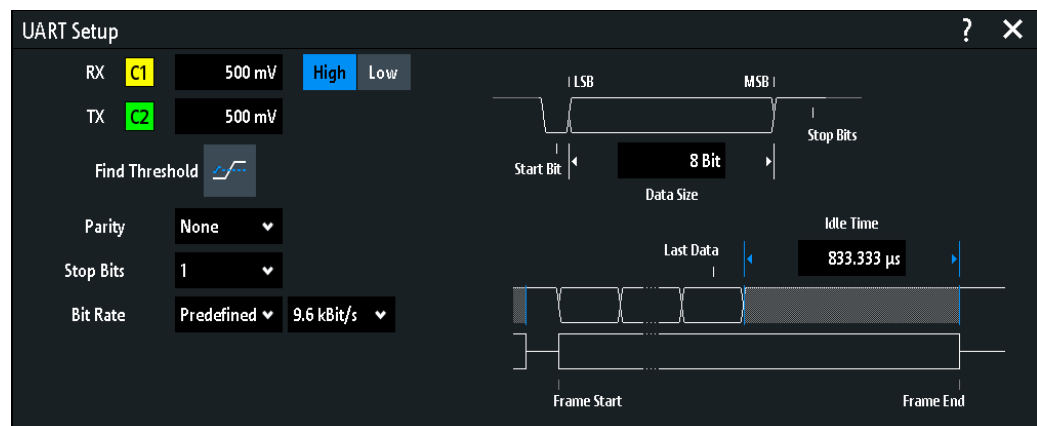 UART Setup ?
RX C1 500 mV High Low
TX C2 500 mV
Find Threshold
Parity None
Stop Bits 1
Bit Rate Predefined 9.6 kBit/s
LSB MSB
Stop Bits
Start Bit 8 Bit
Data Size
Idle Time
Last Data 833.333 µs
Frame Start Frame End